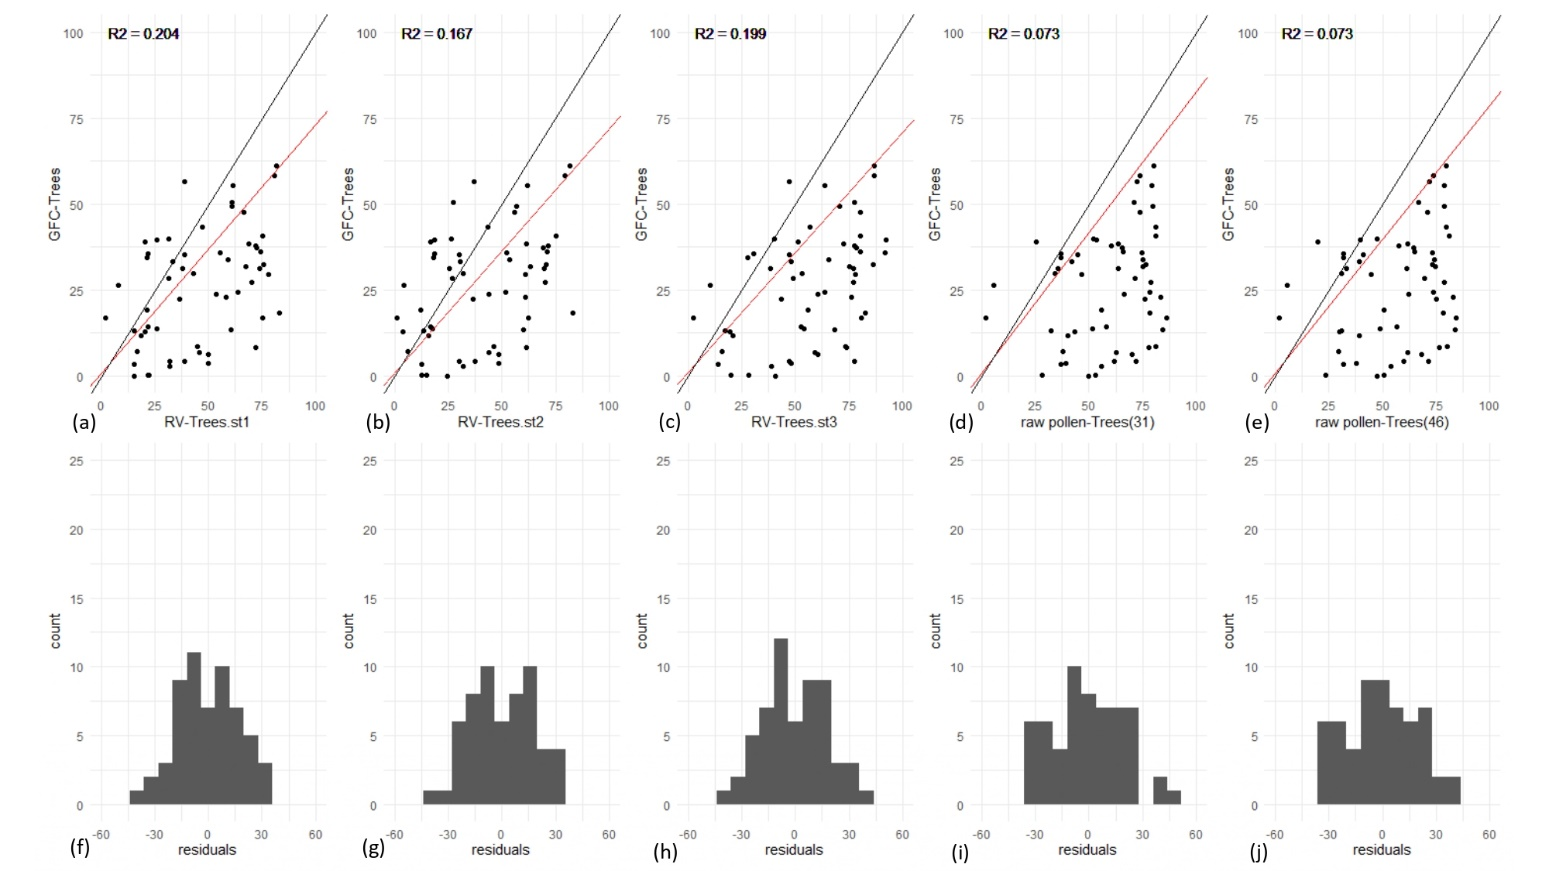 R2 = 0.204
100
75
50
25
0
GFC-Trees
0 25 50 75 100
(a) RV-Trees.st1
R2 = 0.167
100
75
50
25
0
GFC-Trees
0 25 50 75 100
(b) RV-Trees.st2
R2 = 0.199
100
75
50
25
0
GFC-Trees
0 25 50 75 100
(c) RV-Trees.st3
R2 = 0.073
100
75
50
25
0
GFC-Trees
0 25 50 75 100
(d) raw pollen-Trees(31)
R2 = 0.073
100
75
50
25
0
GFC-Trees
0 25 50 75 100
(e) raw pollen-Trees(46)
25
20
15
10
5
0
count
-60 -30 0 30 60
(f) residuals
25
20
15
10
5
0
count
-60 -30 0 30 60
(g) residuals
25
20
15
10
5
0
count
-60 -30 0 30 60
(h) residuals
25
20
15
10
5
0
count
-60 -30 0 30 60
(i) residuals
25
20
15
10
5
0
count
-60 -30 0 30 60
(j) residuals